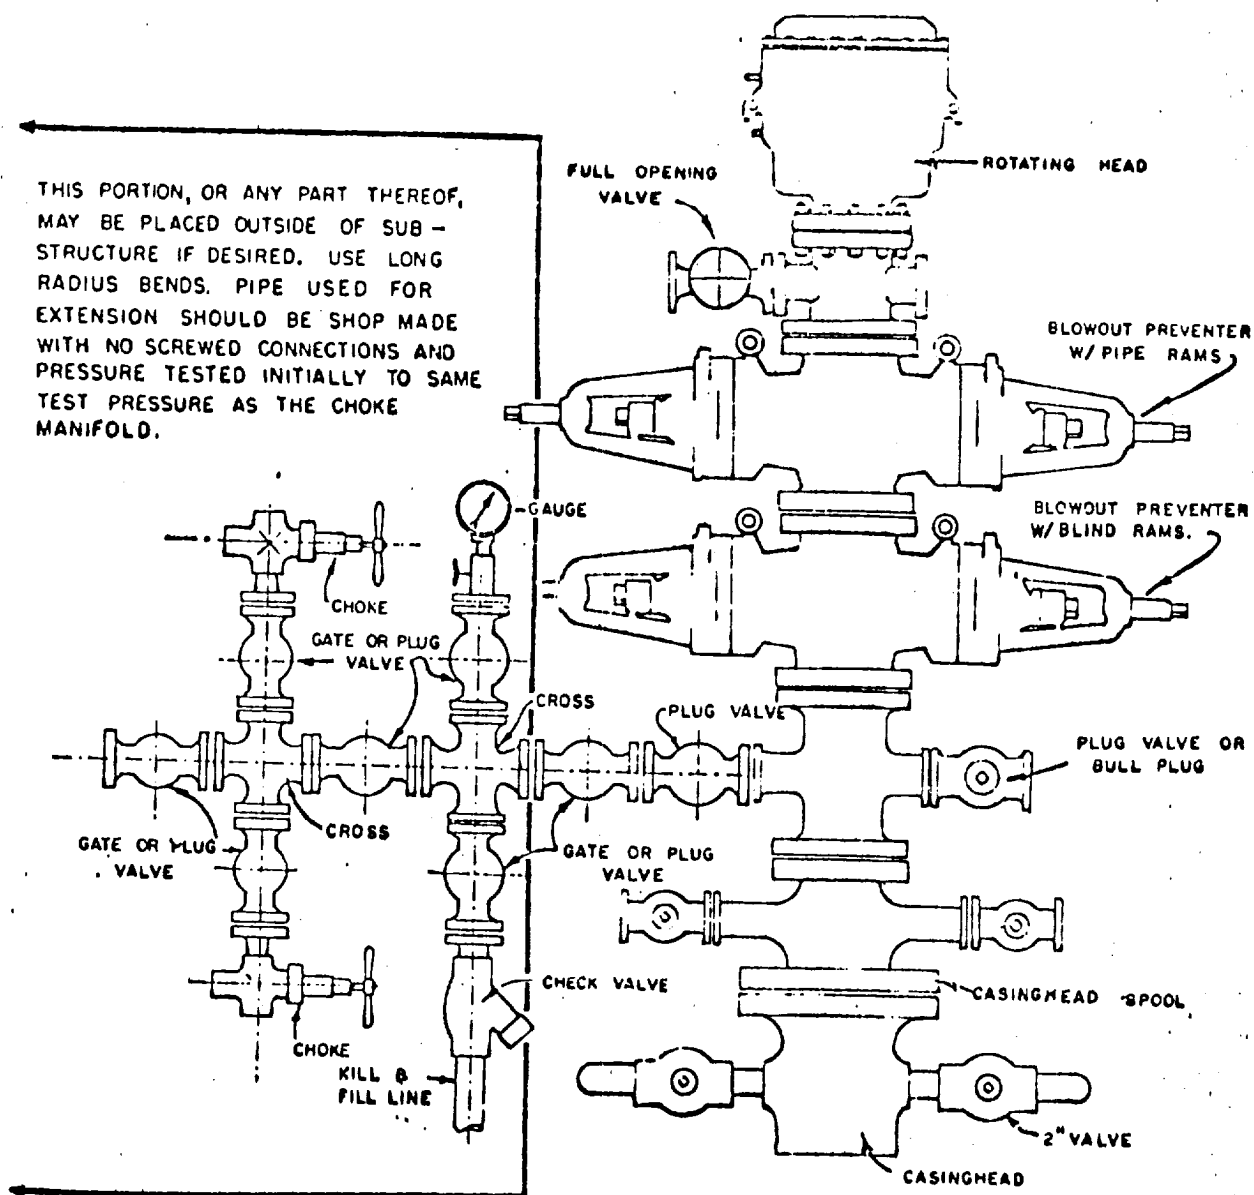 ROTATING HEAD
FULL OPENING
VALVE
THIS PORTION, OR ANY PART THEREOF,
MAY BE PLACED OUTSIDE OF SUB-
STRUCTURE IF DESIRED. USE LONG
RADIUS BENDS. PIPE USED FOR
EXTENSION SHOULD BE SHOP MADE
WITH NO SCREWED CONNECTIONS AND
PRESSURE TESTED INITIALLY TO SAME
TEST PRESSURE AS THE CHOKE
MANIFOLD.
BLOWOUT PREVENTER
W/PIPE RAMS
GAUGE
BLOWOUT PREVENTER
W/BLIND RAMS.
CHOKE
GATE OR PLUG
VALVE
CROSS
PLUG VALVE
PLUG VALVE OR
BULL PLUG
CROSS
GATE OR PLUG
VALVE
GATE OR PLUG
VALVE
CHECK VALVE
CASINGHEAD SPOOL
CHOKE
KILL &
FILL LINE
2" VALVE
CASINGHEAD